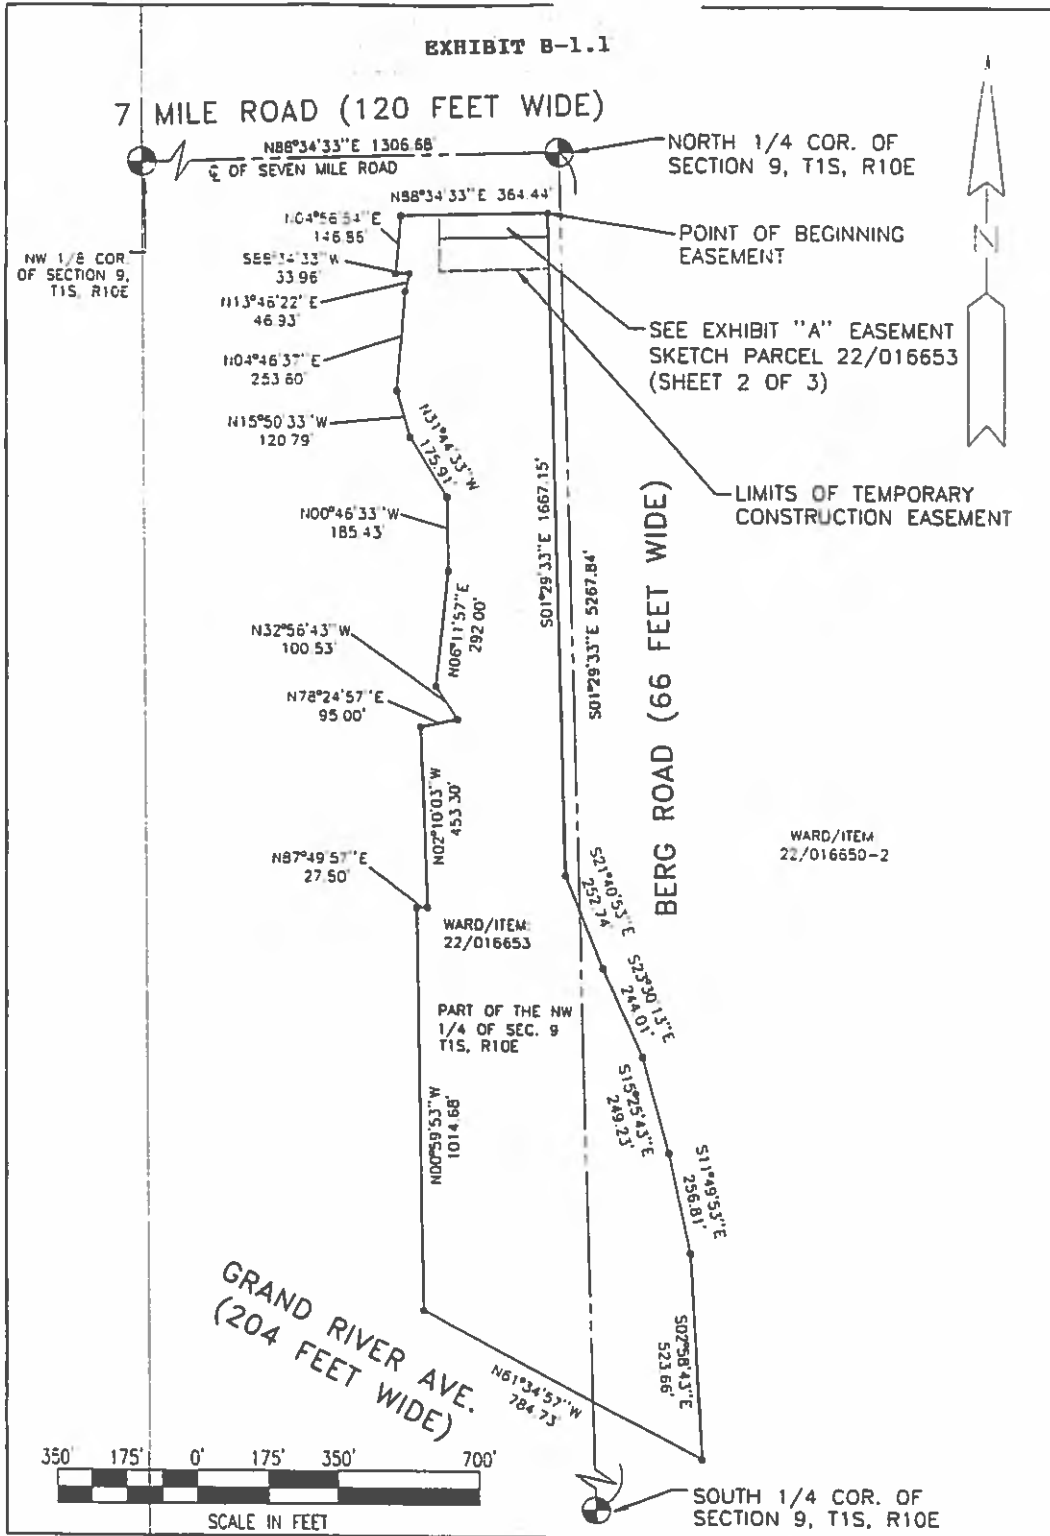 EXHIBIT B-1.1
7 MILE ROAD (120 FEET WIDE)
N88°34'33"E 1306.68'
℄ OF SEVEN MILE ROAD
NORTH 1/4 COR. OF
SECTION 9, T1S, R10E
N88°34'33"E 364.44'
N04°56'54"E
146.86'
POINT OF BEGINNING
EASEMENT
NW 1/8 COR.
OF SECTION 9,
T1S, R10E
S88°34'33"W
33.96'
N13°46'22"E
46.93'
SEE EXHIBIT "A" EASEMENT
SKETCH PARCEL 22/016653
(SHEET 2 OF 3)
N04°46'37"E
253.60'
N15°50'33"W
120.79'
N31°44'33"W
175.91'
LIMITS OF TEMPORARY
CONSTRUCTION EASEMENT
N00°46'33"W
185.43'
S01°29'33"E 1667.15'
S01°29'33"E 5267.84'
BERG ROAD (66 FEET WIDE)
N06°11'57"E
292.00'
N32°56'43"W
100.53'
N78°24'57"E
95.00'
N02°10'03"W
453.30'
WARD/ITEM
22/016650-2
N87°49'57"E
27.50'
S21°40'53"E
252.74'
WARD/ITEM:
22/016653
S23°30'13"E
244.01'
PART OF THE NW
1/4 OF SEC. 9
T1S, R10E
S15°25'43"E
249.23'
N00°59'53"W
1014.68'
S11°49'53"E
256.81'
GRAND RIVER AVE.
(204 FEET WIDE)
S02°58'43"E
523.66'
N61°34'57"W
784.73'
350' 175' 0' 175' 350' 700'
SCALE IN FEET
SOUTH 1/4 COR. OF
SECTION 9, T1S, R10E
N